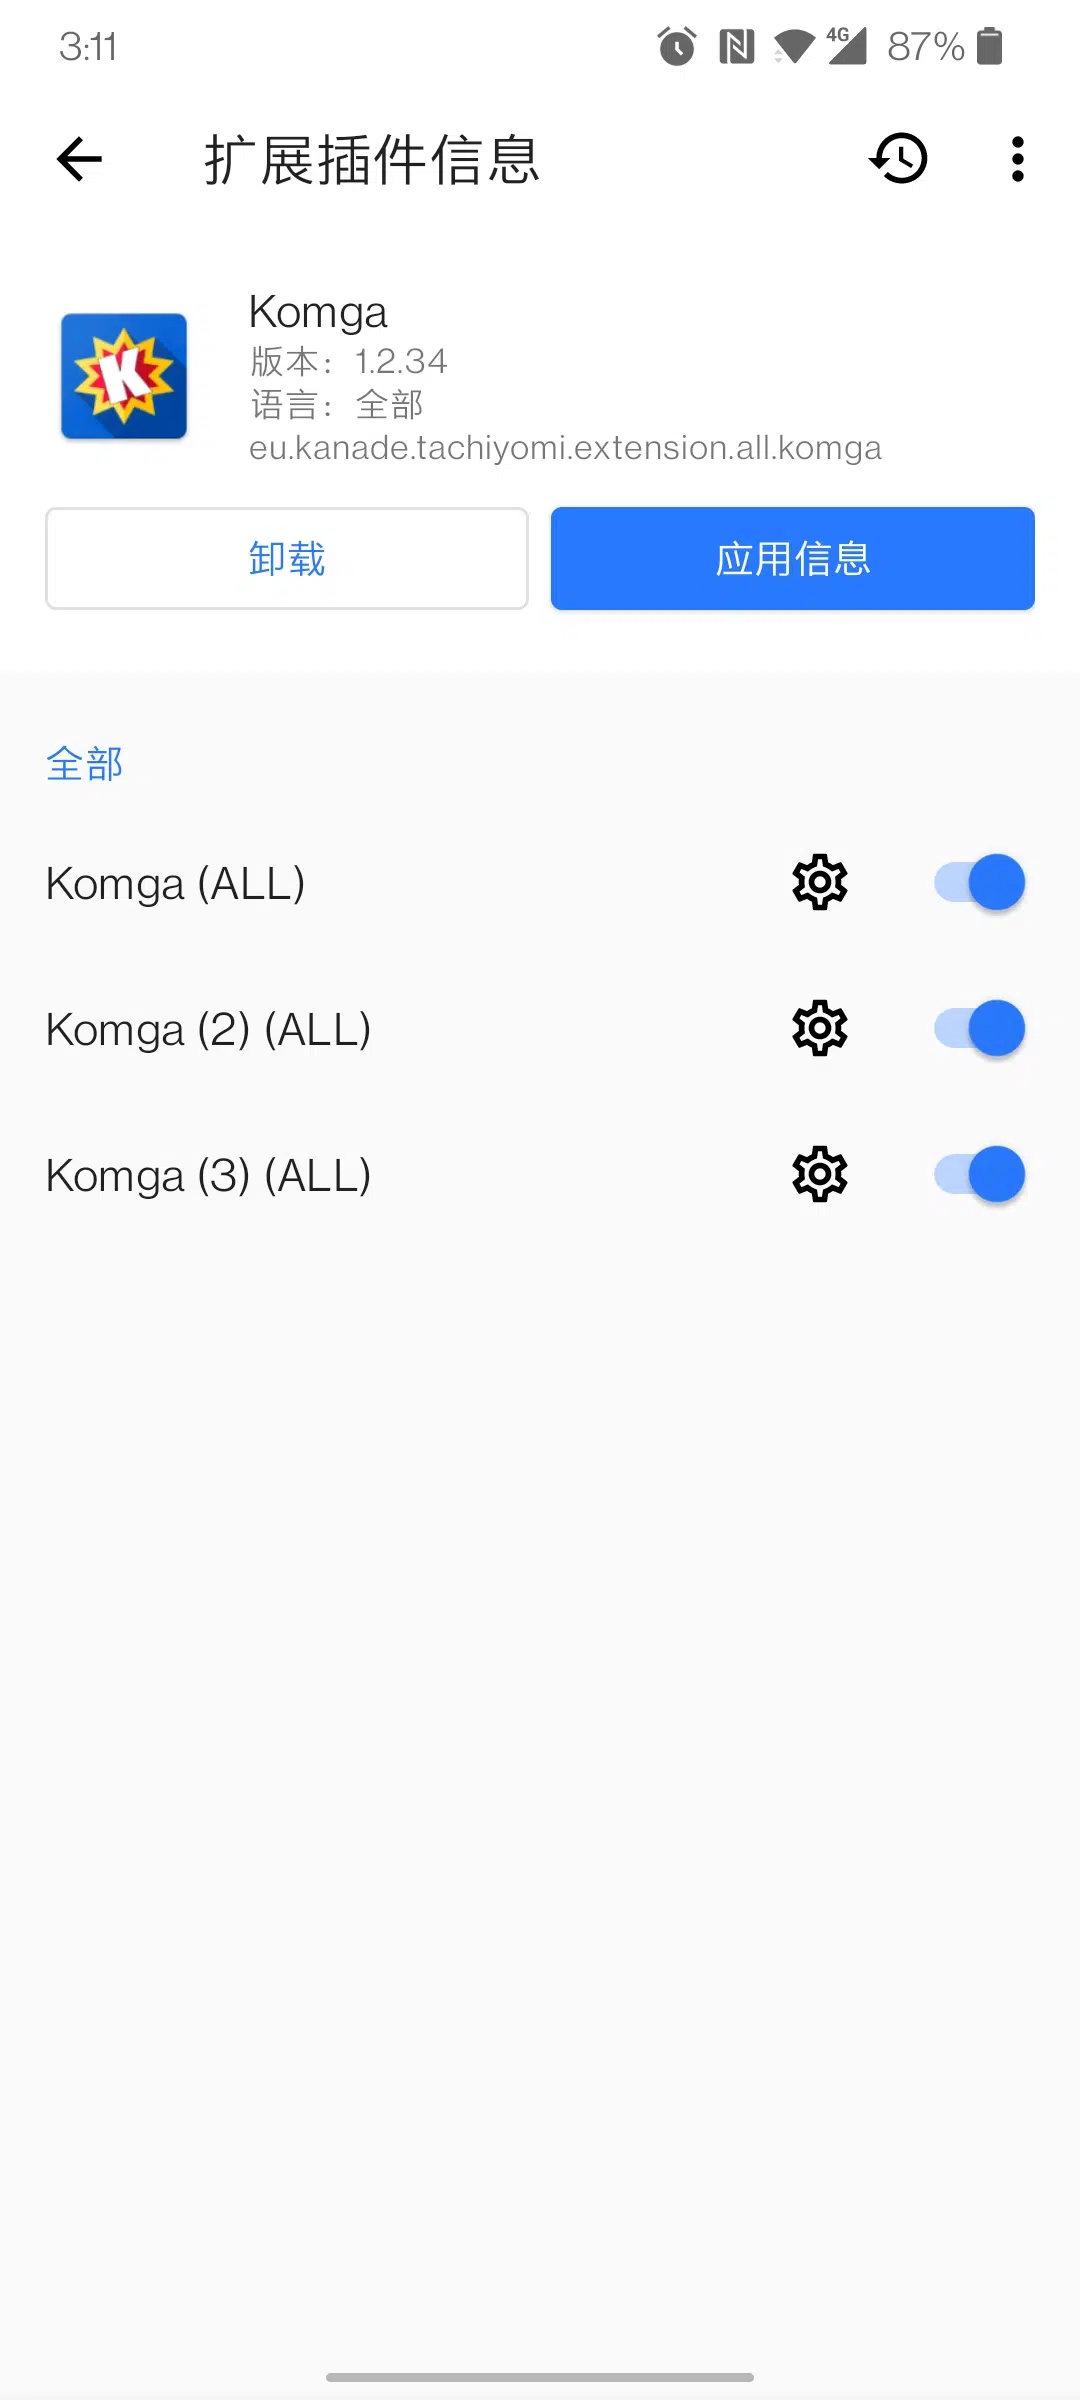 3:11 4G 87%
扩展插件信息
K
Komga
版本：1.2.34
语言：全部
eu.kanade.tachiyomi.extension.all.komga
卸载 应用信息
全部
Komga (ALL)
Komga (2) (ALL)
Komga (3) (ALL)